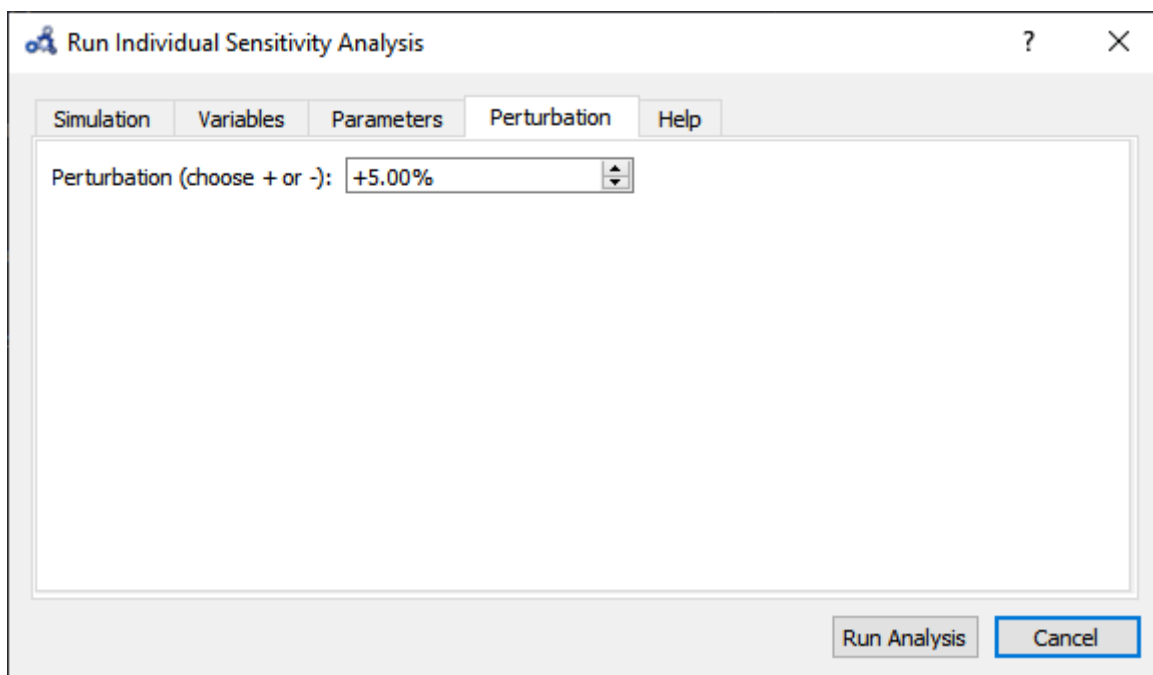 Run Individual Sensitivity Analysis ?
Simulation Variables Parameters Perturbation Help
Perturbation (choose + or -): +5.00%
Run Analysis Cancel